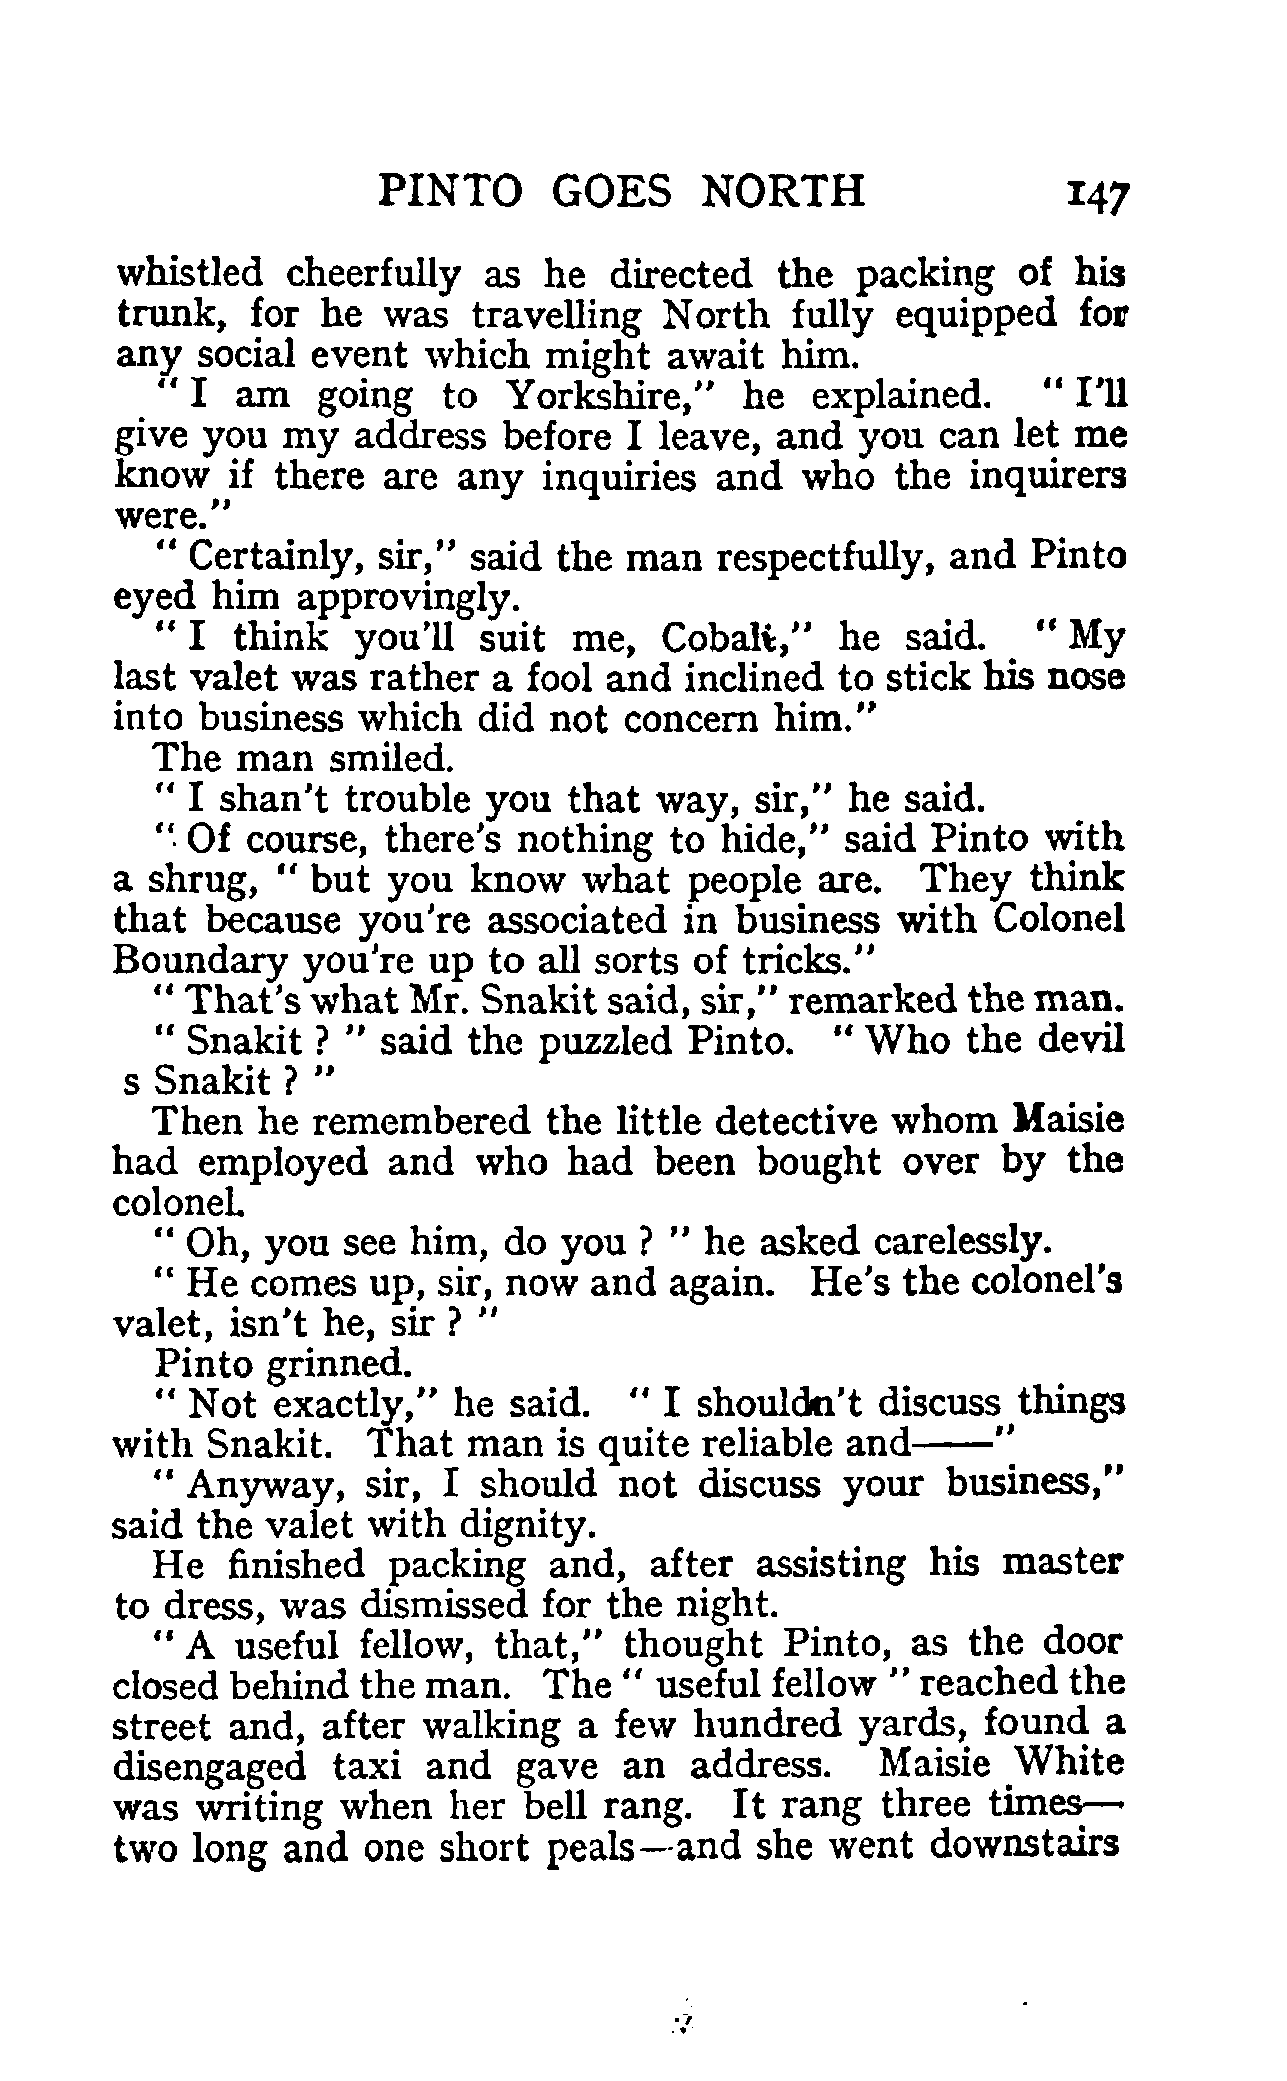 PINTO GOES NORTH 147
whistled cheerfully as he directed the packing of his
trunk, for he was travelling North fully equipped for
any social event which might await him.
" I am going to Yorkshire," he explained. " I'll
give you my address before I leave, and you can let me
know if there are any inquiries and who the inquirers
were."
" Certainly, sir," said the man respectfully, and Pinto
eyed him approvingly.
" I think you'll suit me, Cobalt," he said. " My
last valet was rather a fool and inclined to stick his nose
into business which did not concern him."
The man smiled.
" I shan't trouble you that way, sir," he said.
" Of course, there's nothing to hide," said Pinto with
a shrug, " but you know what people are. They think
that because you're associated in business with Colonel
Boundary you're up to all sorts of tricks."
" That's what Mr. Snakit said, sir," remarked the man.
" Snakit ? " said the puzzled Pinto. " Who the devil
s Snakit ? "
Then he remembered the little detective whom Maisie
had employed and who had been bought over by the
colonel.
" Oh, you see him, do you ? " he asked carelessly.
" He comes up, sir, now and again. He's the colonel's
valet, isn't he, sir ? "
Pinto grinned.
" Not exactly," he said. " I shouldn't discuss things
with Snakit. That man is quite reliable and——"
" Anyway, sir, I should not discuss your business,"
said the valet with dignity.
He finished packing and, after assisting his master
to dress, was dismissed for the night.
" A useful fellow, that," thought Pinto, as the door
closed behind the man. The " useful fellow " reached the
street and, after walking a few hundred yards, found a
disengaged taxi and gave an address. Maisie White
was writing when her bell rang. It rang three times—
two long and one short peals—and she went downstairs